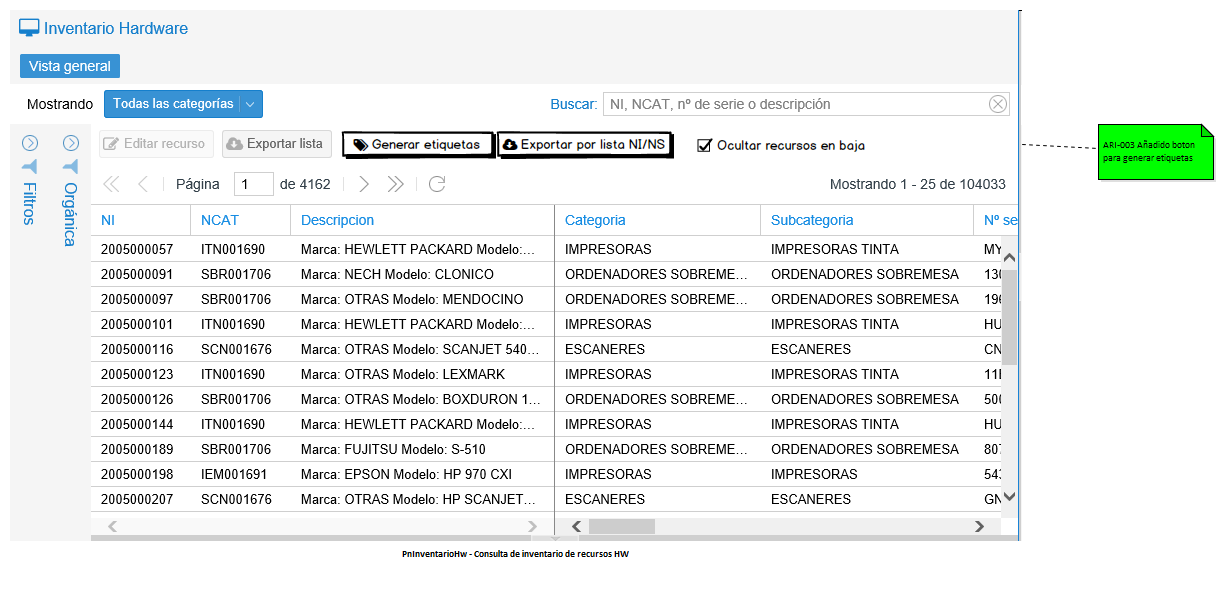 Inventario Hardware
Vista general
Mostrando Todas las categorías Buscar: NI, NCAT, nº de serie o descripción
Editar recurso Exportar lista Generar etiquetas Exportar por lista NI/NS Ocultar recursos en baja
ARI-003 Añadido boton
para generar etiquetas
Filtros
Orgánica
Página 1 de 4162 Mostrando 1 - 25 de 104033
NI NCAT Descripcion Categoria Subcategoria Nº se
2005000057 ITN001690 Marca: HEWLETT PACKARD Modelo:... IMPRESORAS IMPRESORAS TINTA MY
2005000091 SBR001706 Marca: NECH Modelo: CLONICO ORDENADORES SOBREME... ORDENADORES SOBREMESA 130
2005000097 SBR001706 Marca: OTRAS Modelo: MENDOCINO ORDENADORES SOBREME... ORDENADORES SOBREMESA 196
2005000101 ITN001690 Marca: HEWLETT PACKARD Modelo:... IMPRESORAS IMPRESORAS TINTA HU
2005000116 SCN001676 Marca: OTRAS Modelo: SCANJET 540... ESCANERES ESCANERES CN
2005000123 ITN001690 Marca: OTRAS Modelo: LEXMARK IMPRESORAS IMPRESORAS TINTA
2005000126 SBR001706 Marca: OTRAS Modelo: BOXDURON 1... ORDENADORES SOBREME... ORDENADORES SOBREMESA 500
2005000144 ITN001690 Marca: HEWLETT PACKARD Modelo:... IMPRESORAS IMPRESORAS TINTA HU
2005000189 SBR001706 Marca: FUJITSU Modelo: S-510 ORDENADORES SOBREME... ORDENADORES SOBREMESA 807
2005000198 IEM001691 Marca: EPSON Modelo: HP 970 CXI IMPRESORAS IMPRESORAS 543
2005000207 SCN001676 Marca: OTRAS Modelo: HP SCANJET... ESCANERES ESCANERES GN
PnInventarioHw - Consulta de inventario de recursos HW